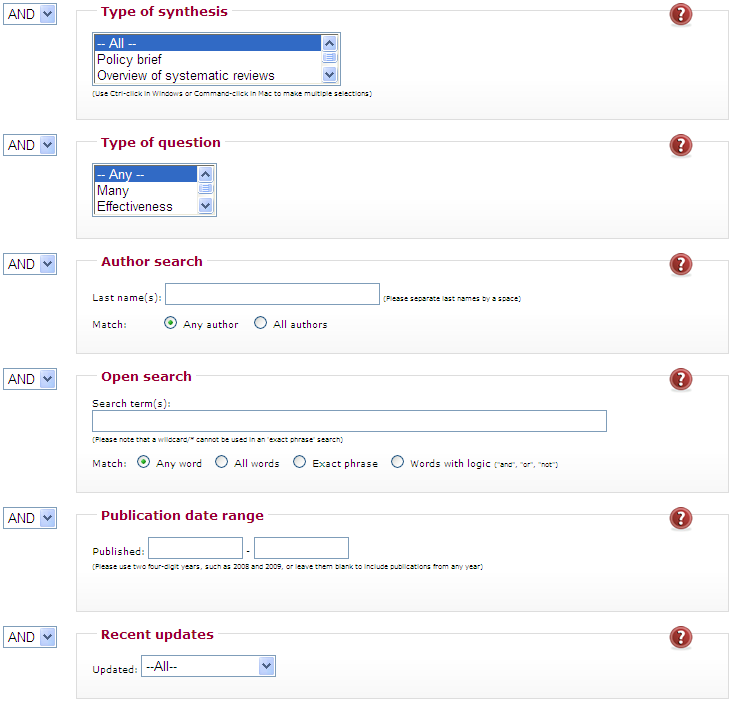 AND
Type of synthesis
?
-- All --
Policy brief
Overview of systematic reviews
(Use Ctrl-click in Windows or Command-click in Mac to make multiple selections)
AND
Type of question
?
-- Any --
Many
Effectiveness
AND
Author search
?
Last name(s): (Please separate last names by a space)
Match: Any author All authors
AND
Open search
?
Search term(s):
(Please note that a wildcard/* cannot be used in an 'exact phrase' search)
Match: Any word All words Exact phrase Words with logic ("and", "or", "not")
AND
Publication date range
?
Published: -
(Please use two four-digit years, such as 2008 and 2009, or leave them blank to include publications from any year)
AND
Recent updates
?
Updated: --All--